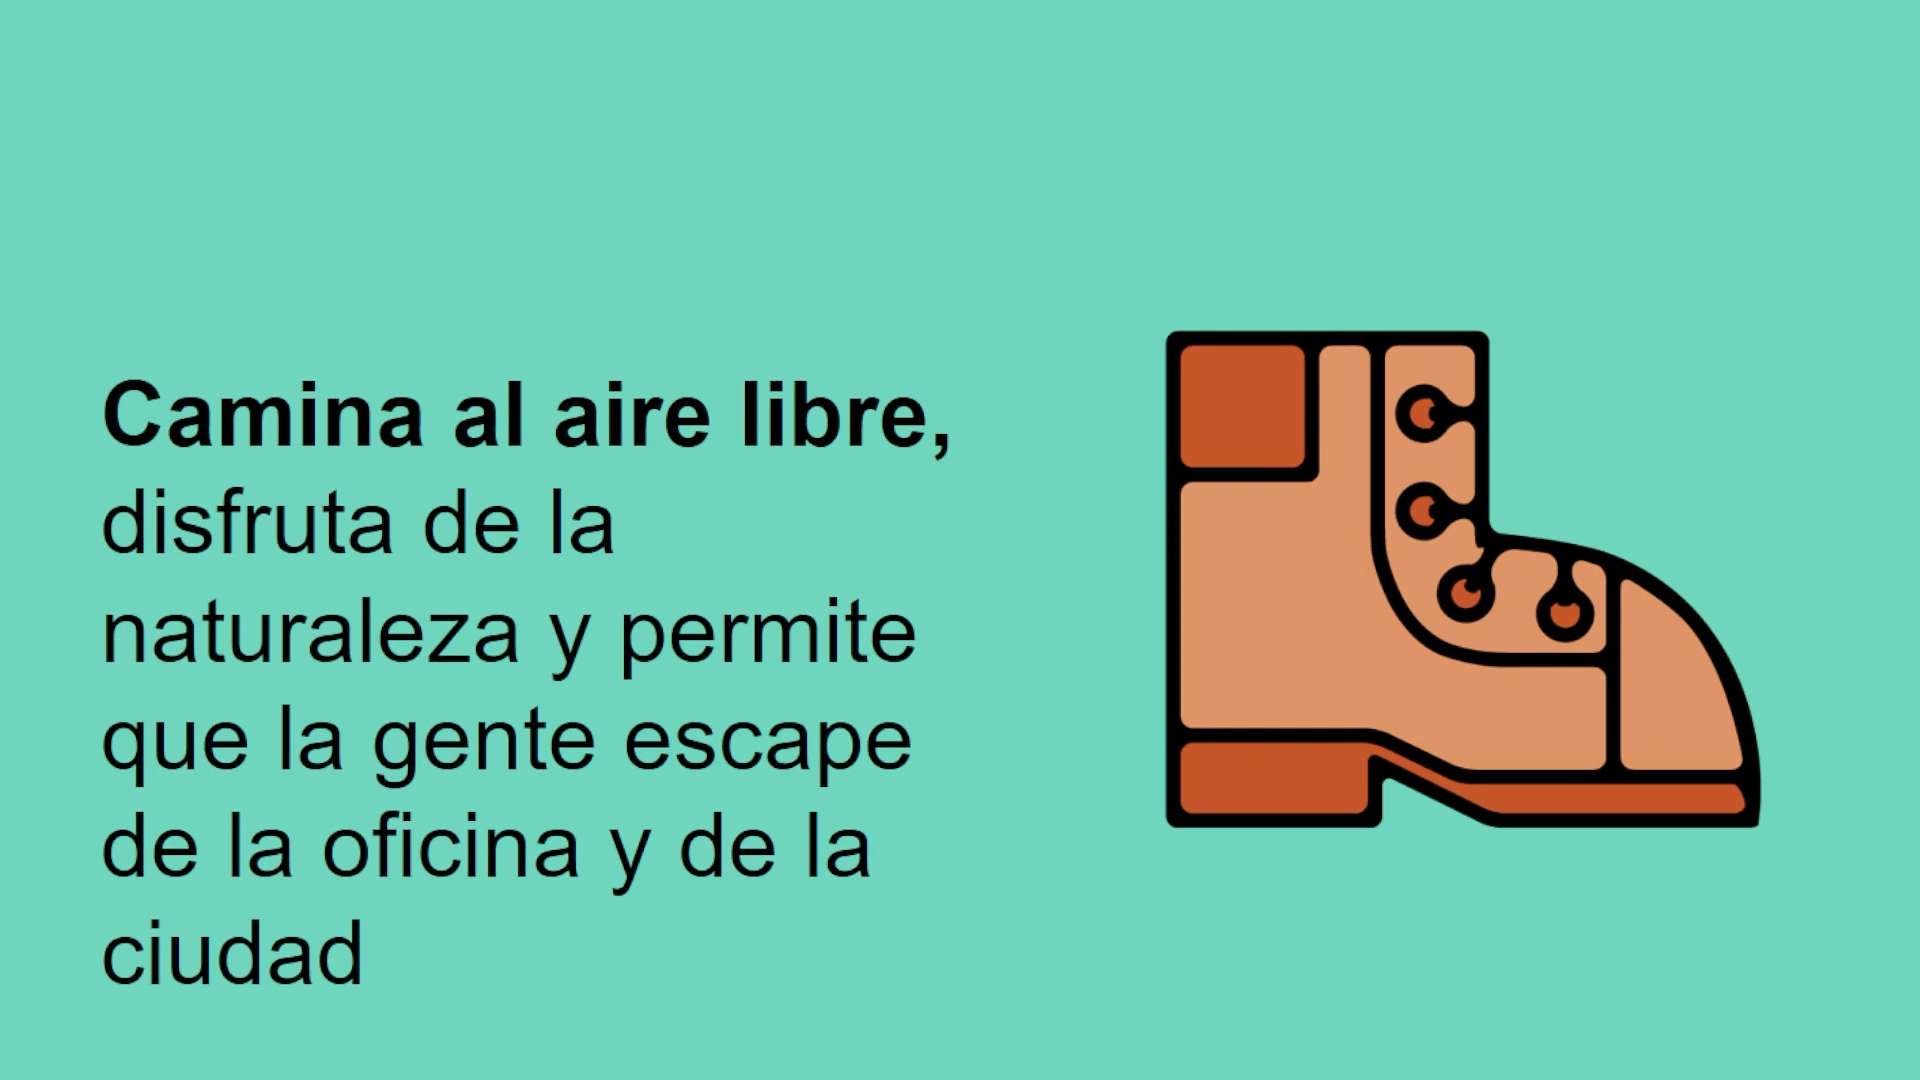 Camina al aire libre,
disfruta de la
naturaleza y permite
que la gente escape
de la oficina y de la
ciudad